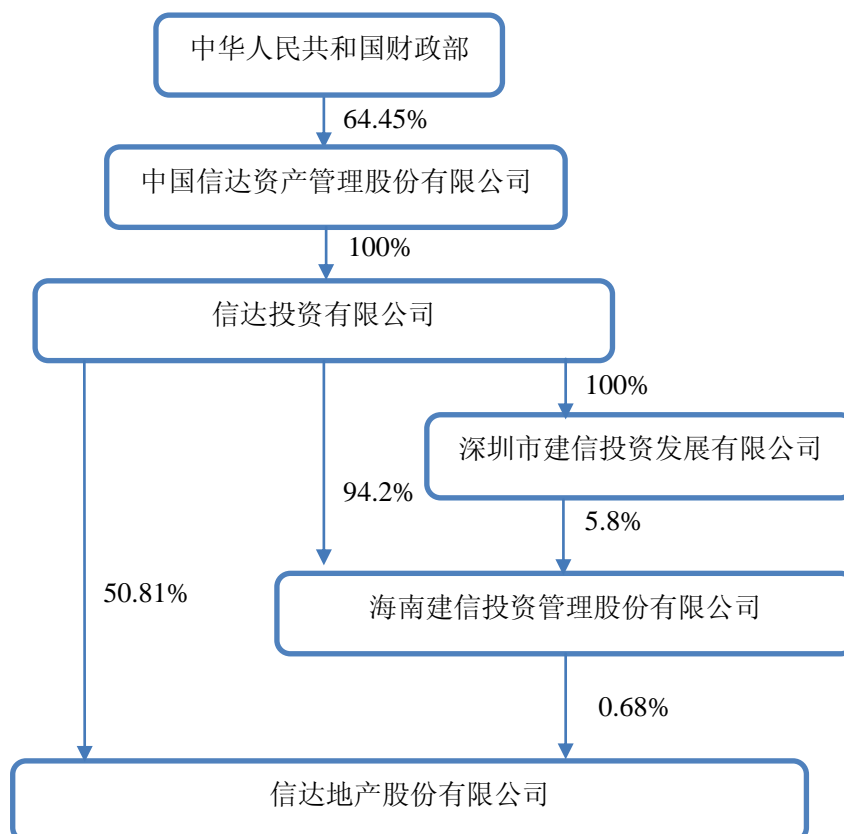 中华人民共和国财政部
64.45%
中国信达资产管理股份有限公司
100%
信达投资有限公司
100%
深圳市建信投资发展有限公司
94.2%
5.8%
50.81%
海南建信投资管理股份有限公司
0.68%
信达地产股份有限公司